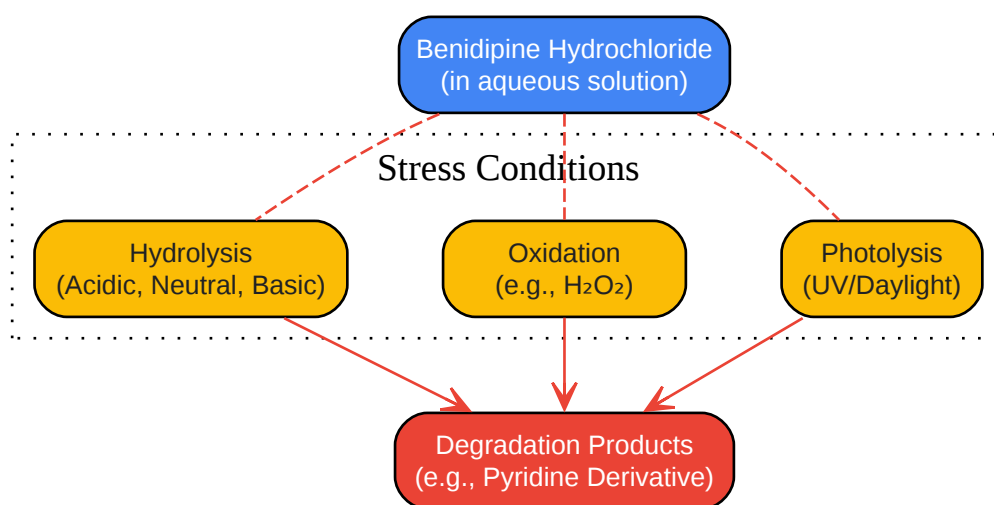 Benidipine Hydrochloride
(in aqueous solution)
Stress Conditions
Hydrolysis
(Acidic, Neutral, Basic)
Oxidation
(e.g., H₂O₂)
Photolysis
(UV/Daylight)
Degradation Products
(e.g., Pyridine Derivative)